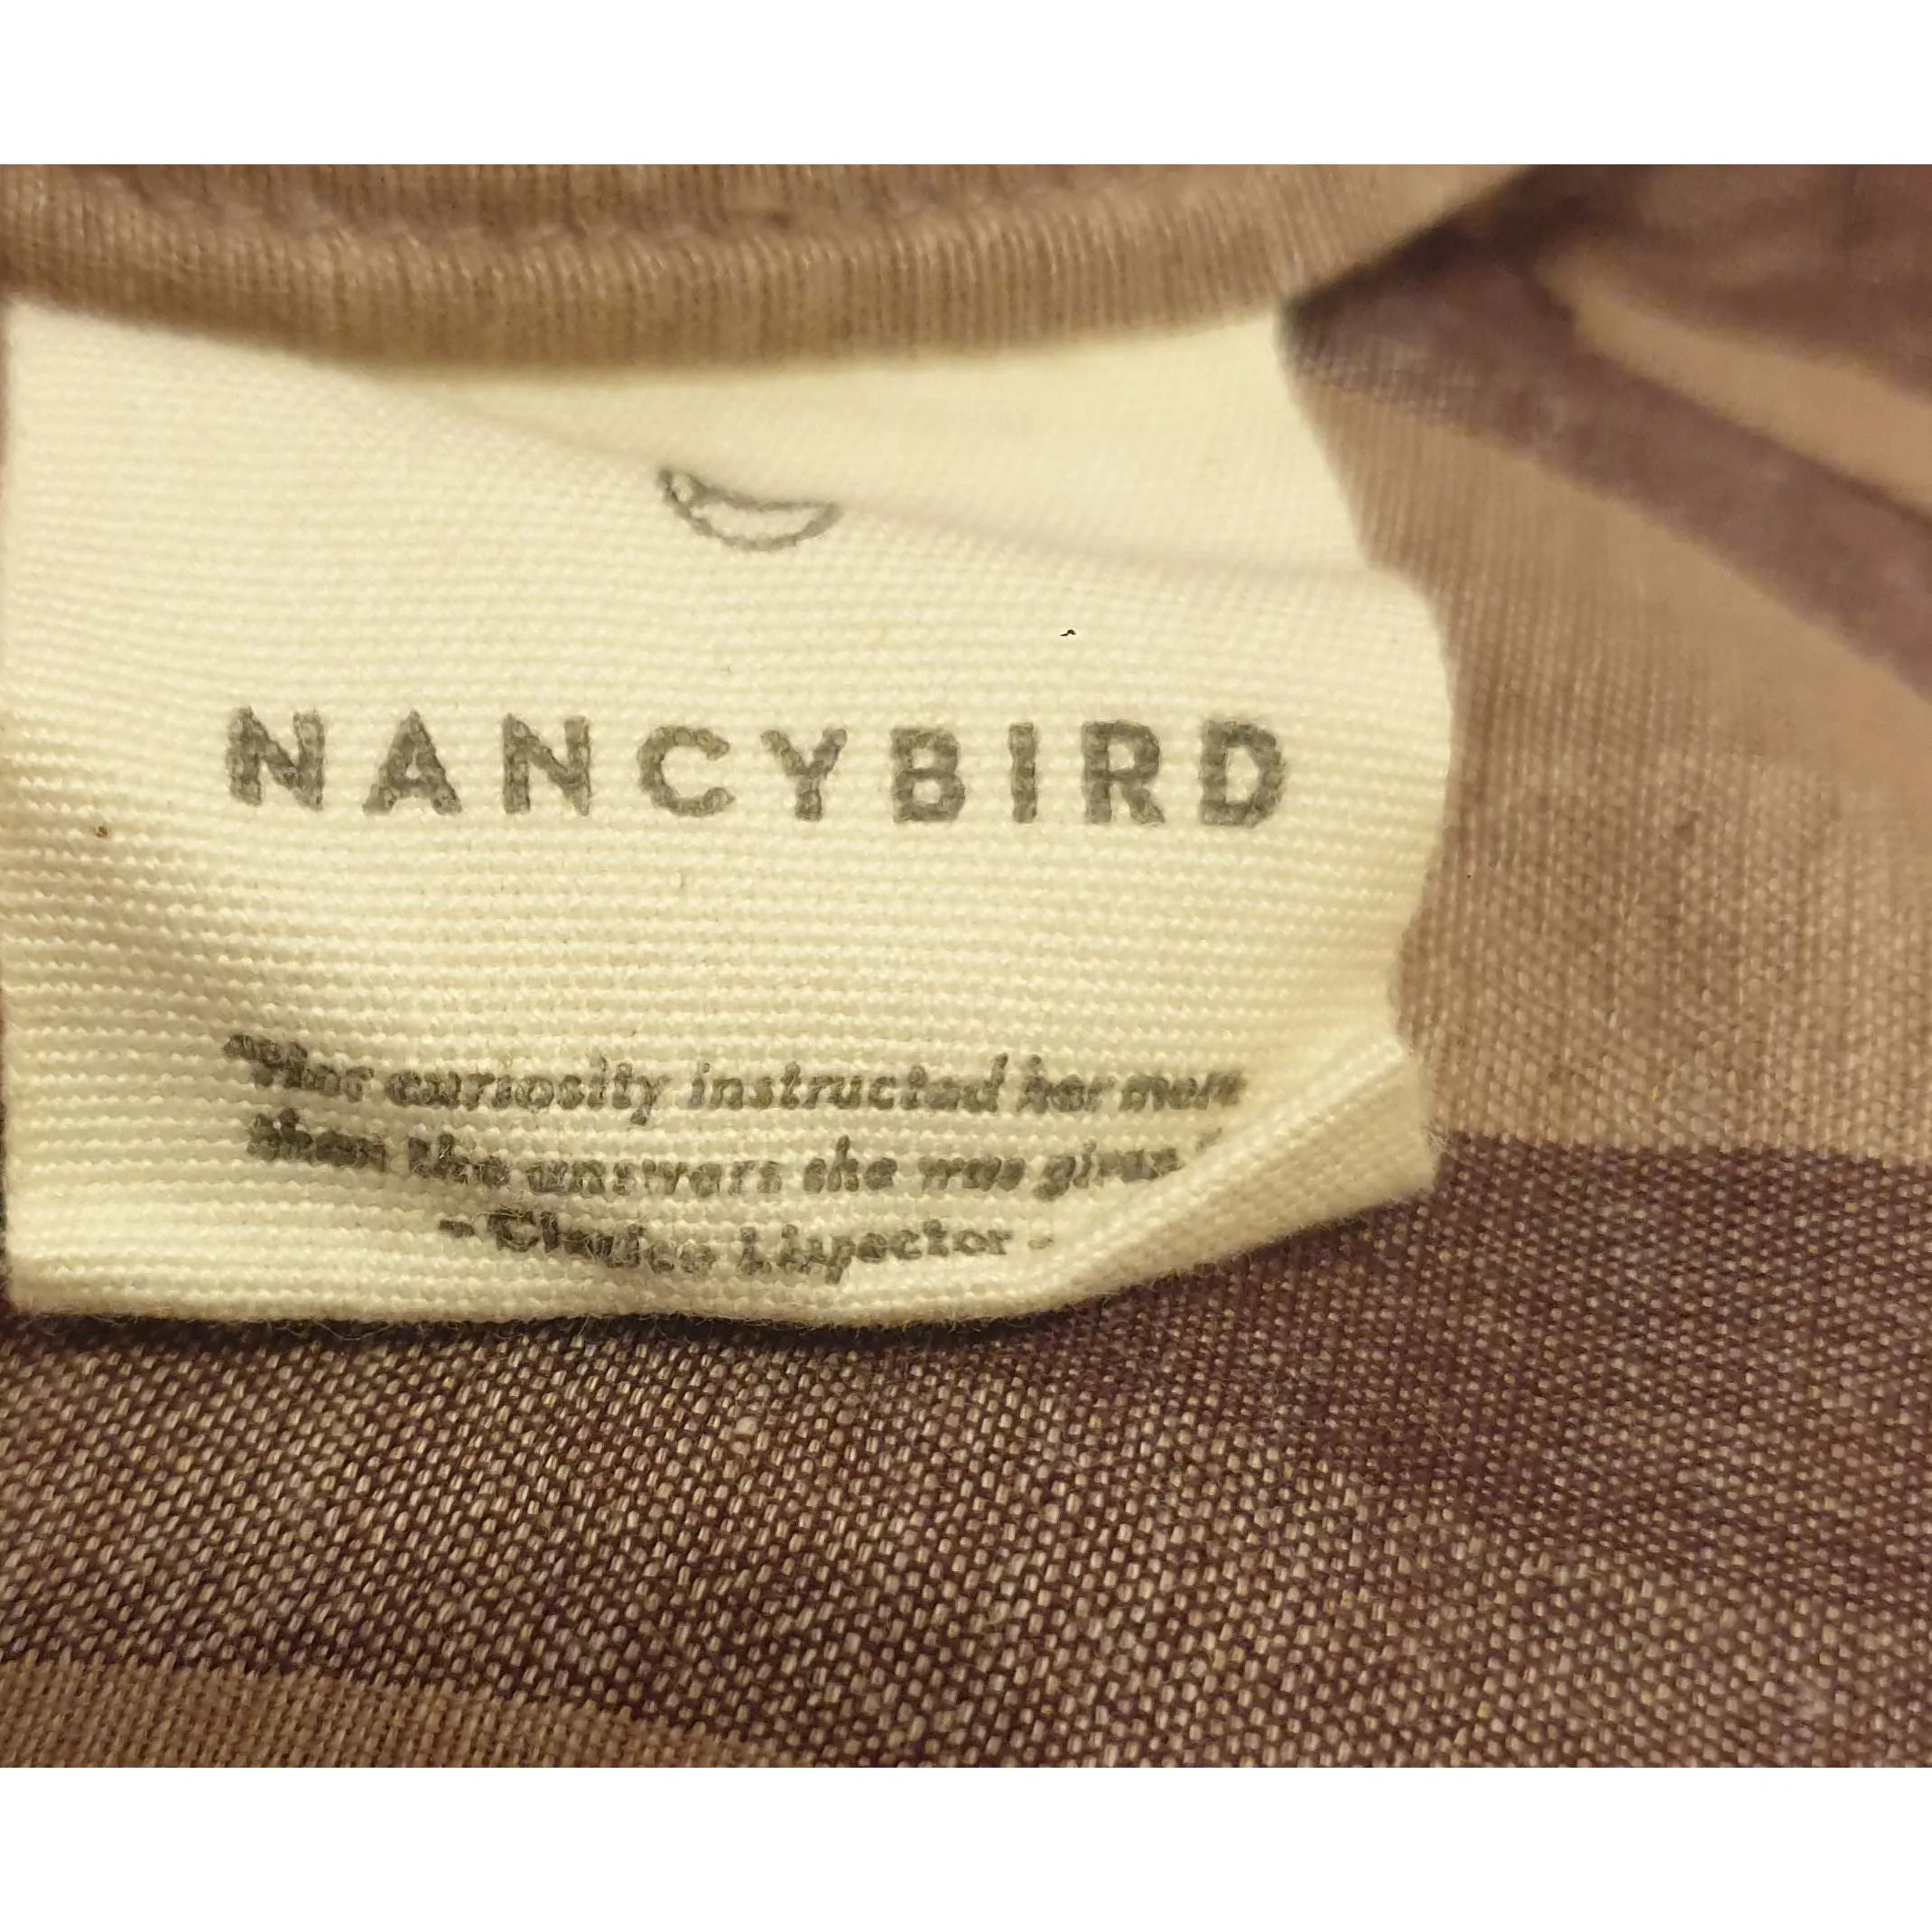 NANCYBIRD
"Her curiosity instructed her more
than the answers she was given."
- Clarice Lispector -